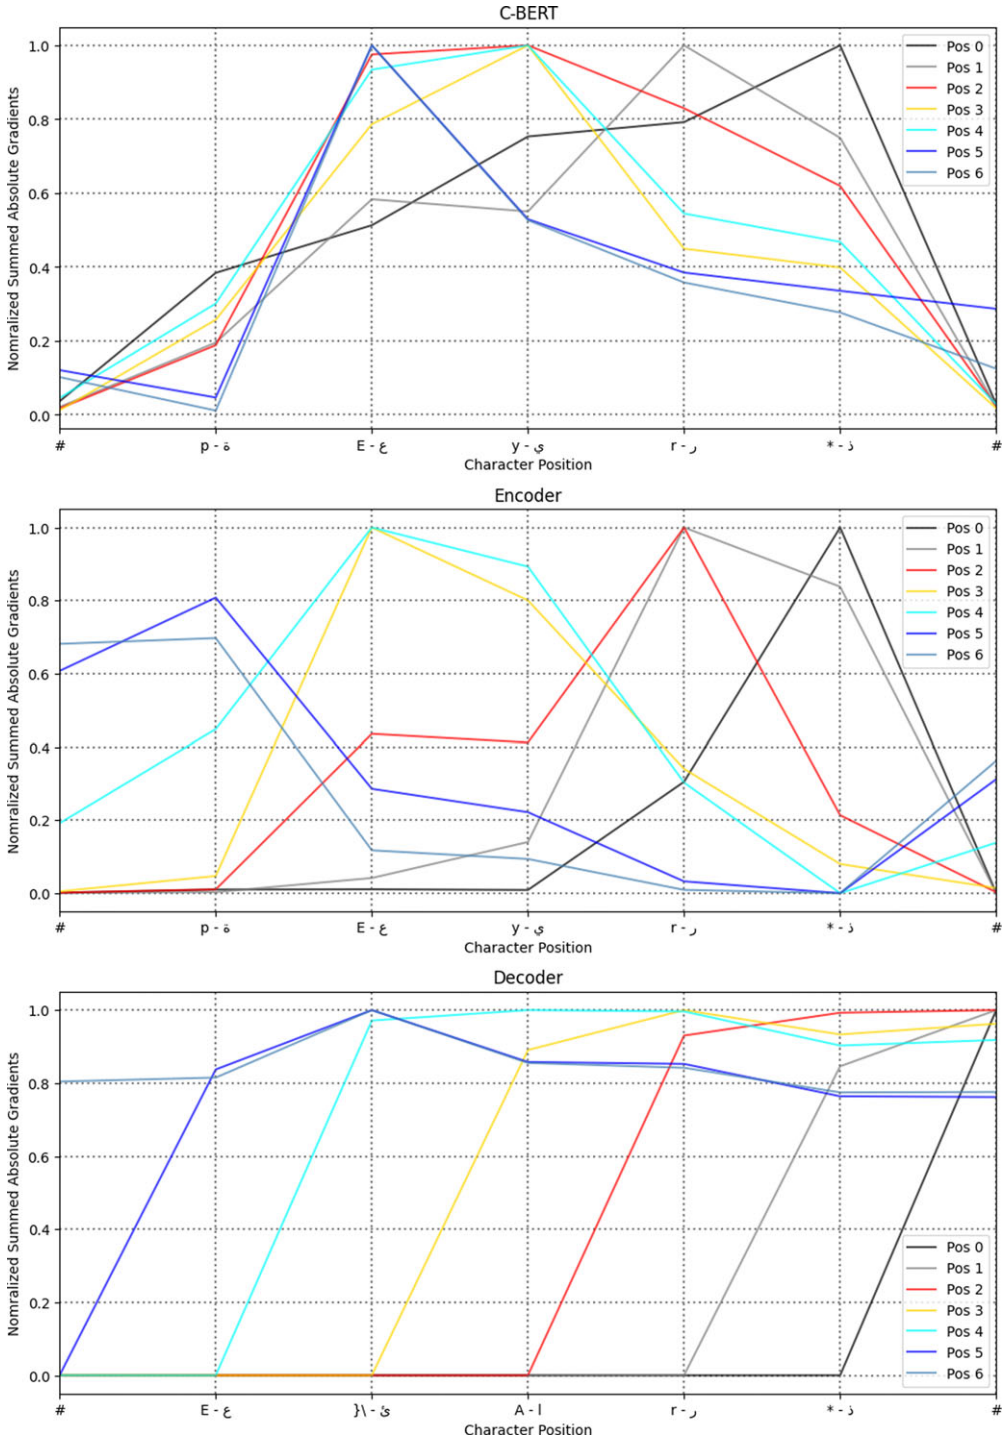 C-BERT
Nomralized Summed Absolute Gradients
1.0
0.8
0.6
0.4
0.2
0.0
Pos 0
Pos 1
Pos 2
Pos 3
Pos 4
Pos 5
Pos 6
# p - ة E - ع y - ي r - ر * - ذ #
Character Position
Encoder
Nomralized Summed Absolute Gradients
1.0
0.8
0.6
0.4
0.2
0.0
Pos 0
Pos 1
Pos 2
Pos 3
Pos 4
Pos 5
Pos 6
# p - ة E - ع y - ي r - ر * - ذ #
Character Position
Decoder
Nomralized Summed Absolute Gradients
1.0
0.8
0.6
0.4
0.2
0.0
Pos 0
Pos 1
Pos 2
Pos 3
Pos 4
Pos 5
Pos 6
# E - ع }\ - ئ A - ا r - ر * - ذ #
Character Position